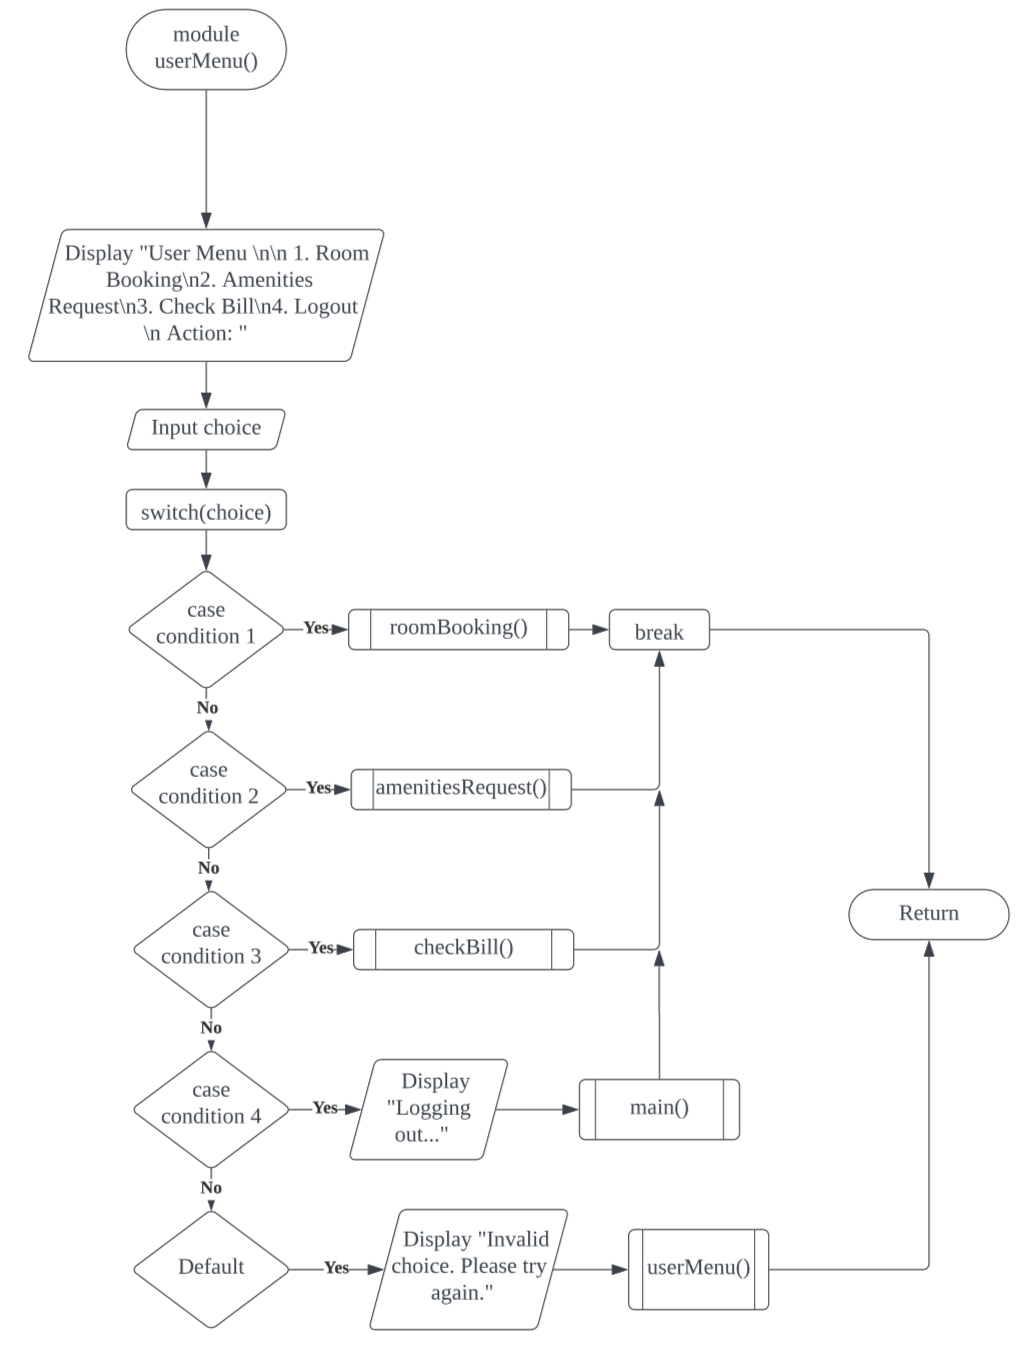 module
userMenu()
Display "User Menu \n\n 1. Room
Booking\n2. Amenities
Request\n3. Check Bill\n4. Logout
\n Action: "
Input choice
switch(choice)
case
condition 1
Yes
roomBooking()
break
No
case
condition 2
Yes
amenitiesRequest()
No
case
condition 3
Yes
checkBill()
Return
No
case
condition 4
Yes
Display
"Logging
out..."
main()
No
Default
Yes
Display "Invalid
choice. Please try
again."
userMenu()